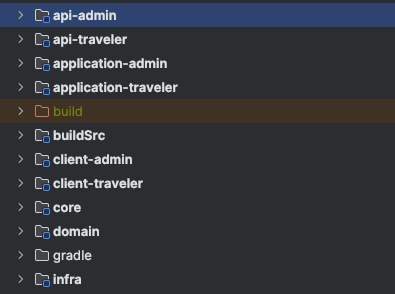 api-admin
api-traveler
application-admin
application-traveler
build
buildSrc
client-admin
client-traveler
core
domain
gradle
infra